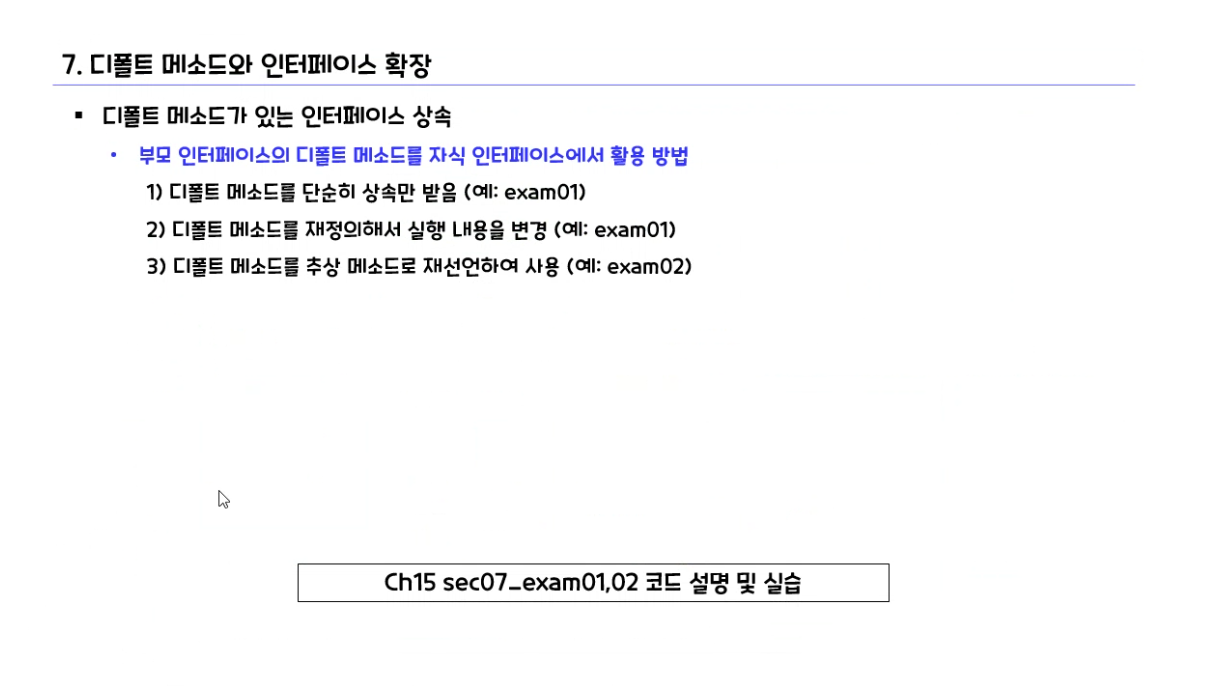 7. 디폴트 메소드와 인터페이스 확장
▪ 디폴트 메소드가 있는 인터페이스 상속
• 부모 인터페이스의 디폴트 메소드를 자식 인터페이스에서 활용 방법
1) 디폴트 메소드를 단순히 상속만 받음 (예: exam01)
2) 디폴트 메소드를 재정의해서 실행 내용을 변경 (예: exam01)
3) 디폴트 메소드를 추상 메소드로 재선언하여 사용 (예: exam02)
Ch15 sec07_exam01,02 코드 설명 및 실습